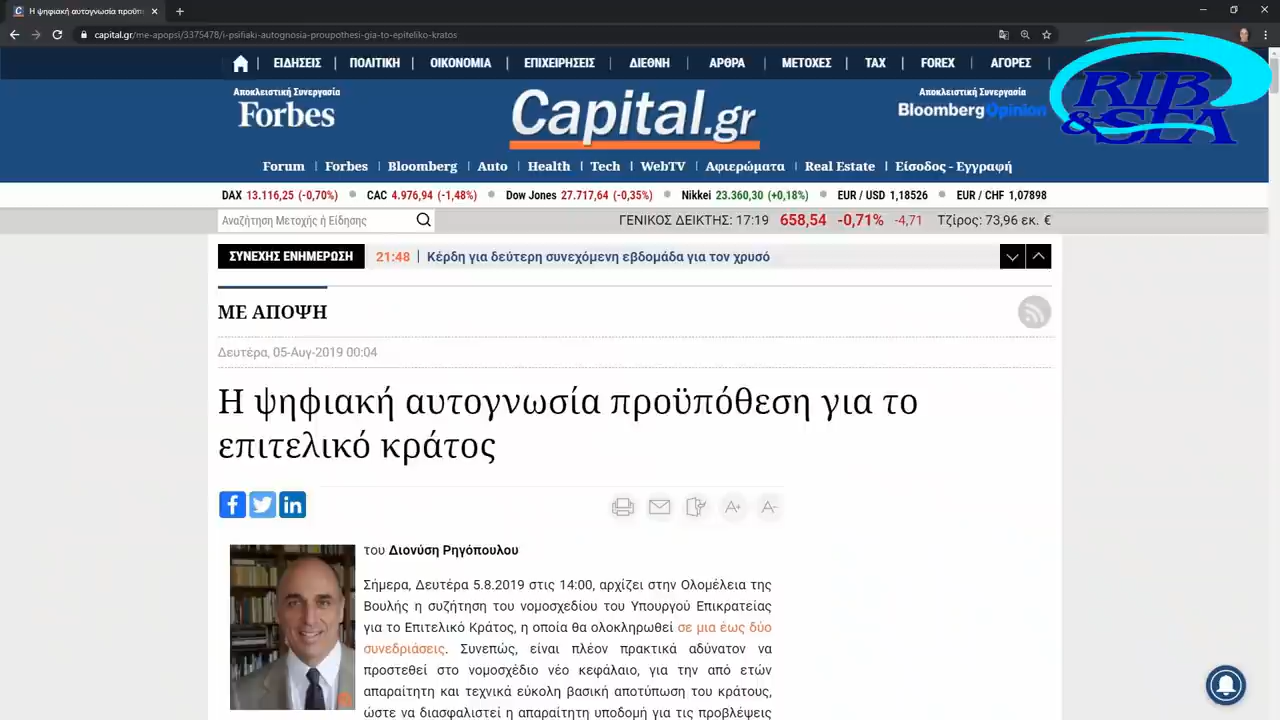 Η ψηφιακή αυτογνωσία προϋπ
capital.gr/me-apopsi/3375478/i-psifiaki-autognosia-proupothesi-gia-to-epiteliko-kratos
ΕΙΔΗΣΕΙΣ | ΠΟΛΙΤΙΚΗ | ΟΙΚΟΝΟΜΙΑ | ΕΠΙΧΕΙΡΗΣΕΙΣ | ΔΙΕΘΝΗ | ΑΡΘΡΑ | ΜΕΤΟΧΕΣ | TAX | FOREX | ΑΓΟΡΕΣ |
Αποκλειστική Συνεργασία
Forbes
Capital.gr
Αποκλειστική Συνεργασία
BloombergOpinion
RIB
&SEA
Forum | Forbes | Bloomberg | Auto | Health | Tech | WebTV | Αφιερώματα | Real Estate | Είσοδος - Εγγραφή
DAX 13.116,25 (-0,70%) CAC 4.976,94 (-1,48%) Dow Jones 27.717,64 (-0,35%) Nikkei 23.360,30 (+0,18%) EUR / USD 1,18526 EUR / CHF 1,07898
Αναζήτηση Μετοχής ή Είδησης
ΓΕΝΙΚΟΣ ΔΕΙΚΤΗΣ: 17:19 658,54 -0,71% -4.71 Τζίρος: 73,96 εκ. €
ΣΥΝΕΧΗΣ ΕΝΗΜΕΡΩΣΗ 21:48 | Κέρδη για δεύτερη συνεχόμενη εβδομάδα για τον χρυσό
ΜΕ ΑΠΟΨΗ
Δευτέρα, 05-Αυγ-2019 00:04
Η ψηφιακή αυτογνωσία προϋπόθεση για το
επιτελικό κράτος
A+ A-
του Διονύση Ρηγόπουλου
Σήμερα, Δευτέρα 5.8.2019 στις 14:00, αρχίζει στην Ολομέλεια της
Βουλής η συζήτηση του νομοσχεδίου του Υπουργού Επικρατείας
για το Επιτελικό Κράτος, η οποία θα ολοκληρωθεί σε μια έως δύο
συνεδριάσεις. Συνεπώς, είναι πλέον πρακτικά αδύνατον να
προστεθεί στο νομοσχέδιο νέο κεφάλαιο, για την από ετών
απαραίτητη και τεχνικά εύκολη βασική αποτύπωση του κράτους,
ώστε να διασφαλιστεί η απαραίτητη υποδομή για τις προβλέψεις